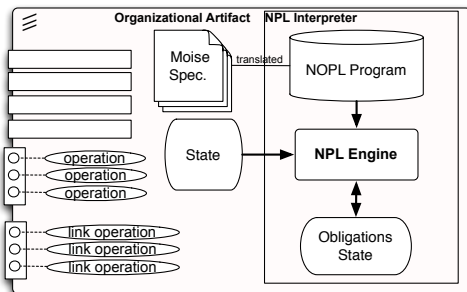 Organizational Artifact
NPL Interpreter
Moise
Spec.
translated
NOPL Program
State
NPL Engine
operation
operation
operation
link operation
link operation
link operation
Obligations
State